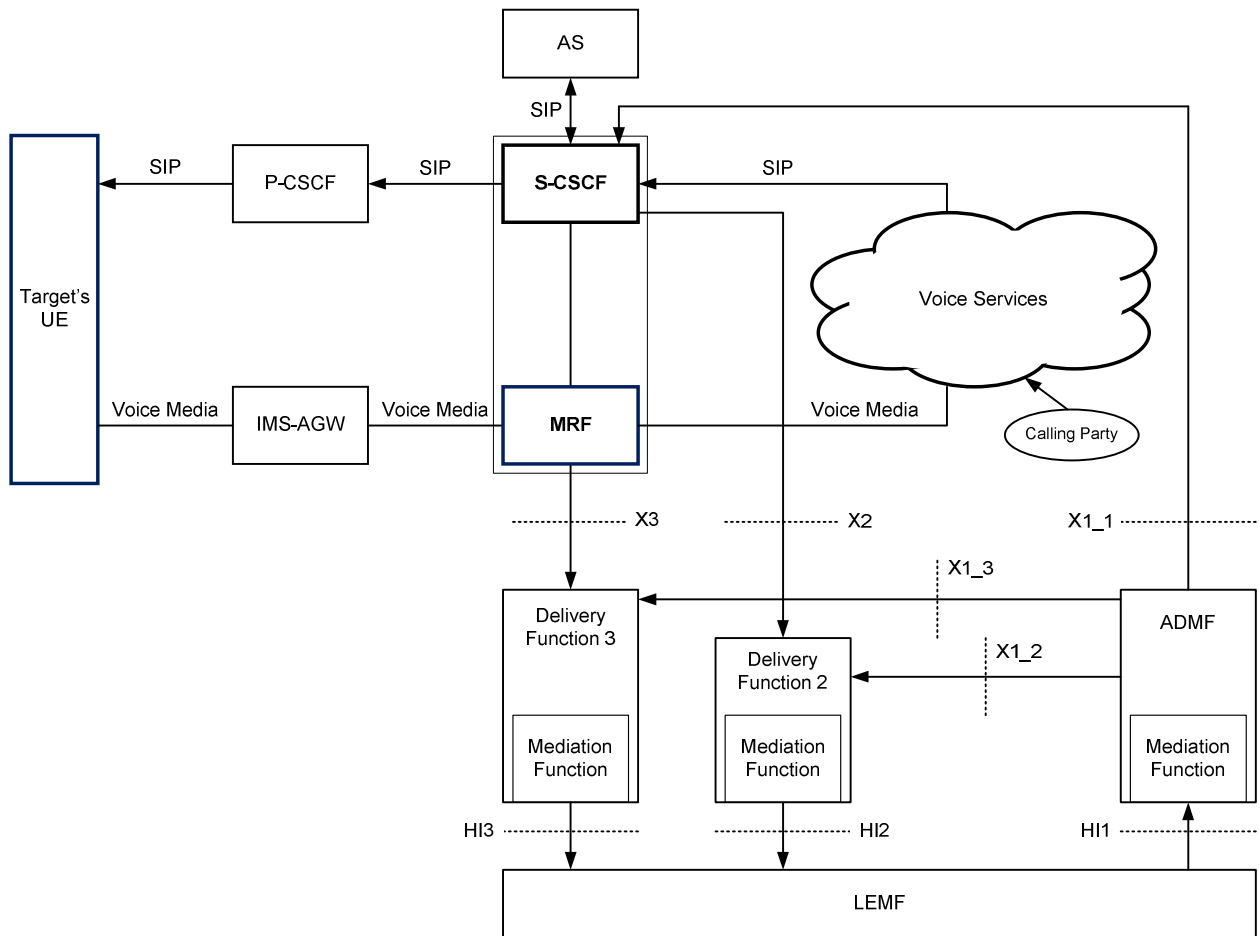 AS
SIP
SIP
P-CSCF
SIP
S-CSCF
SIP
Target's
UE
Voice Services
Voice Media
IMS-AGW
Voice Media
MRF
Voice Media
Calling Party
X3
X2
X1_1
X1_3
Delivery
Function 3
ADMF
X1_2
Delivery
Function 2
Mediation
Function
Mediation
Function
Mediation
Function
HI3
HI2
HI1
LEMF